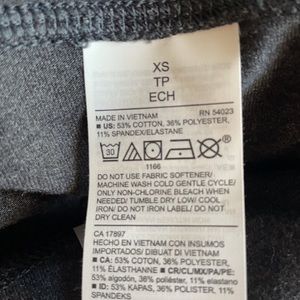 XS
TP
ECH
MADE IN VIETNAM RN 54023
■ US: 53% COTTON, 36% POLYESTER,
11% SPANDEX/ELASTANE
30
1166
DO NOT USE FABRIC SOFTENER/
MACHINE WASH COLD GENTLE CYCLE/
ONLY NON-CHLORINE BLEACH WHEN
NEEDED/ TUMBLE DRY LOW/ COOL
IRON/ DO NOT IRON LABEL/ DO NOT
DRY CLEAN
CA 17897
HECHO EN VIETNAM CON INSUMOS
IMPORTADOS/ DIBUAT DI VIETNAM
■ CA: 53% COTON, 36% POLYESTER,
11% ÉLASTHANNE ■ CR/CL/MX/PA/PE:
53% algodón, 36% poliéster, 11% elastano
■ ID: 53% KAPAS, 36% POLISTER,
11% SPANDEKS